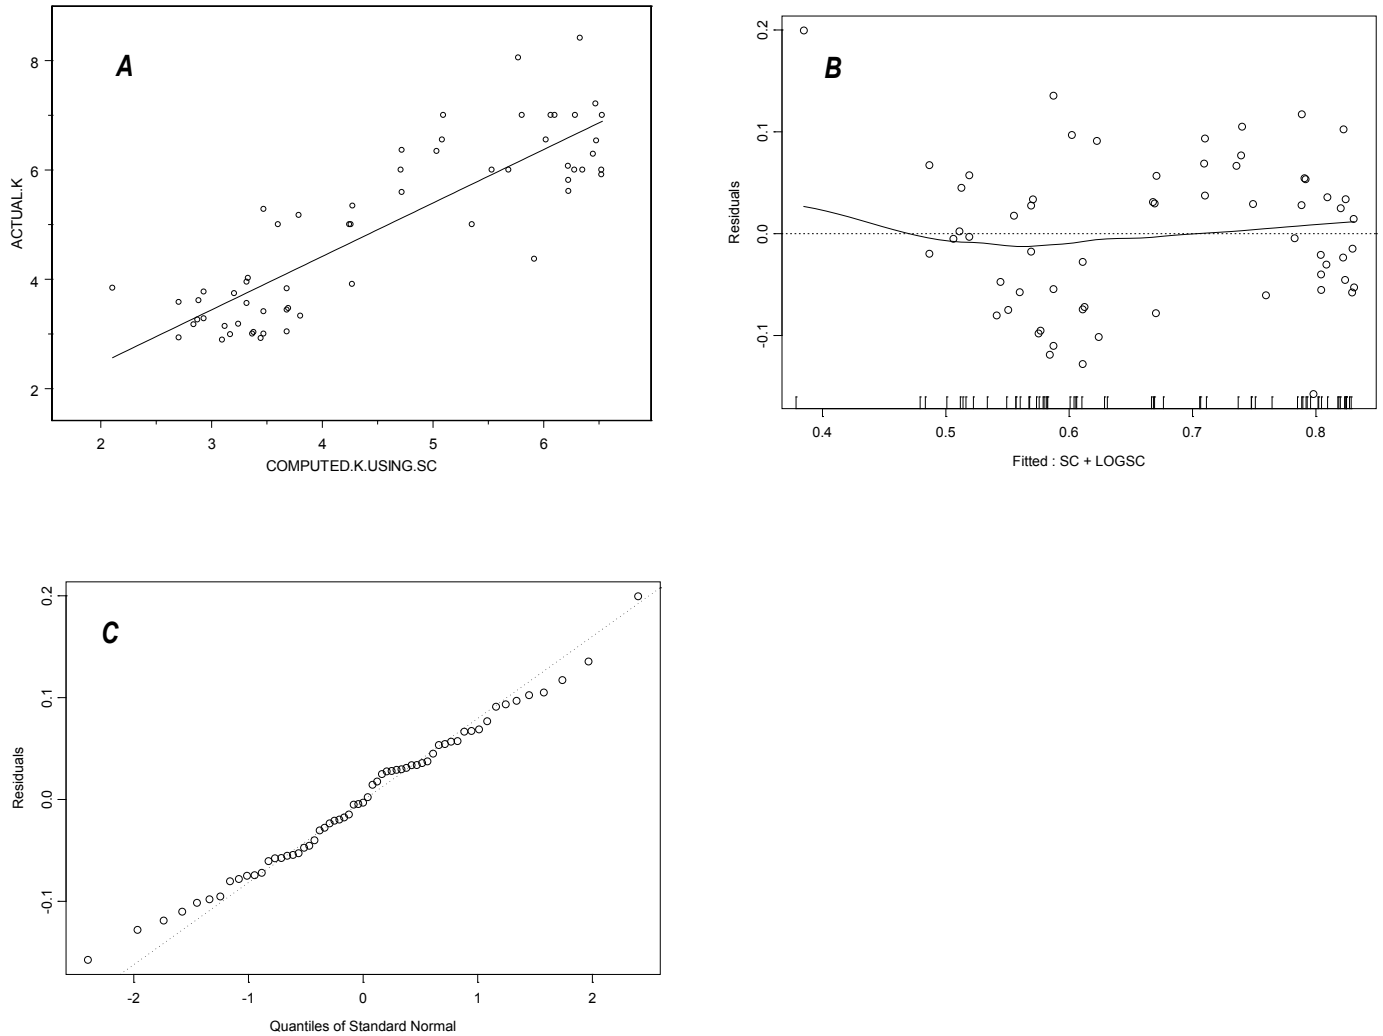 A
8
6
4
2
ACTUAL.K
2 3 4 5 6
COMPUTED.K.USING.SC
B
0.2
0.1
0.0
-0.1
Residuals
0.4 0.5 0.6 0.7 0.8
Fitted : SC + LOGSC
C
0.2
0.1
0.0
-0.1
Residuals
-2 -1 0 1 2
Quantiles of Standard Normal